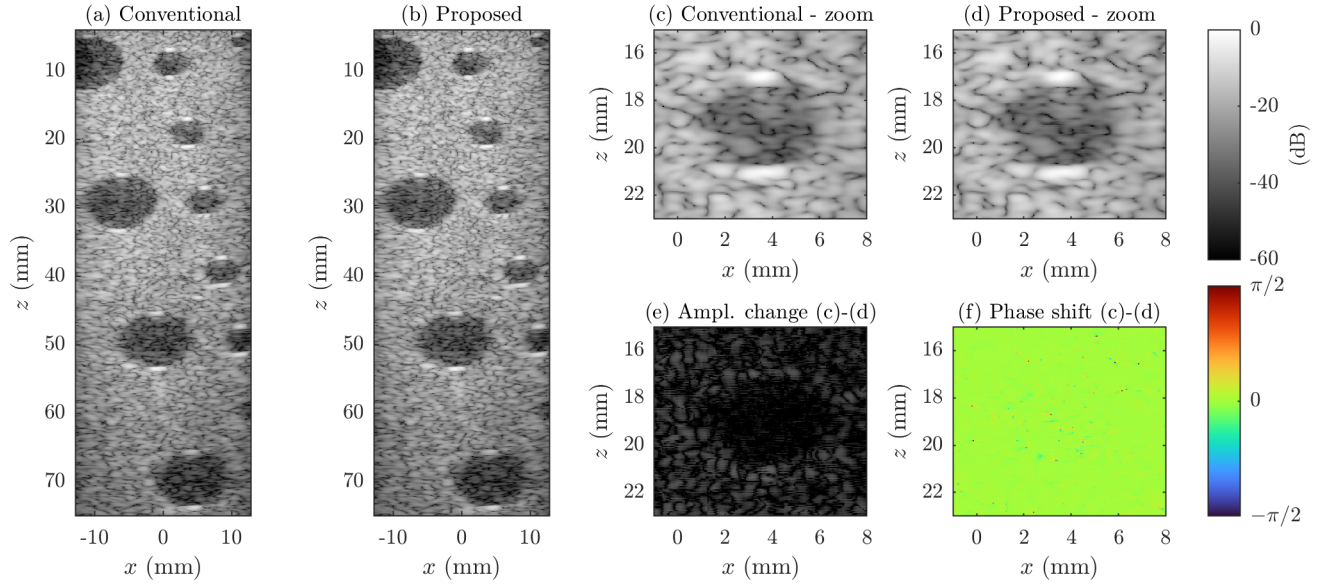 (a) Conventional
(b) Proposed
(c) Conventional - zoom
(d) Proposed - zoom
10
20
30
40
50
60
70
z (mm)
-10
0
10
x (mm)
10
20
30
40
50
60
70
z (mm)
-10
0
10
x (mm)
16
18
20
22
z (mm)
0
2
4
6
8
x (mm)
16
18
20
22
z (mm)
0
2
4
6
8
x (mm)
0
-20
-40
-60
(dB)
(e) Ampl. change (c)-(d)
(f) Phase shift (c)-(d)
16
18
20
22
z (mm)
0
2
4
6
8
x (mm)
16
18
20
22
z (mm)
0
2
4
6
8
x (mm)
π/2
0
−π/2